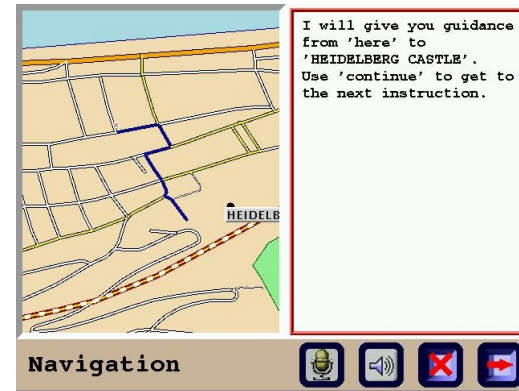 I will give you guidance
from 'here' to
'HEIDELBERG CASTLE'.
Use 'continue' to get to
the next instruction.
HEIDELB
Navigation